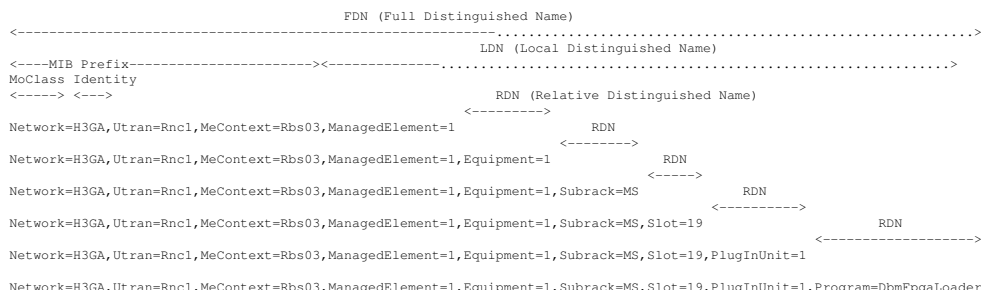 FDN (Full Distinguished Name)
<------------------------------------------------------------............................................................>
LDN (Local Distinguished Name)
<----MIB Prefix-----------------------><--------------................................................................>
MoClass Identity
<-----> <--->                                                RDN (Relative Distinguished Name)
<--------->
Network=H3GA,Utran=Rnc1,MeContext=Rbs03,ManagedElement=1                 RDN
<-------->
Network=H3GA,Utran=Rnc1,MeContext=Rbs03,ManagedElement=1,Equipment=1              RDN
<----->
Network=H3GA,Utran=Rnc1,MeContext=Rbs03,ManagedElement=1,Equipment=1,Subrack=MS             RDN
<---------->
Network=H3GA,Utran=Rnc1,MeContext=Rbs03,ManagedElement=1,Equipment=1,Subrack=MS,Slot=19                      RDN
<------------------->
Network=H3GA,Utran=Rnc1,MeContext=Rbs03,ManagedElement=1,Equipment=1,Subrack=MS,Slot=19,PlugInUnit=1
Network=H3GA,Utran=Rnc1,MeContext=Rbs03,ManagedElement=1,Equipment=1,Subrack=MS,Slot=19,PlugInUnit=1,Program=DbmFpgaLoader